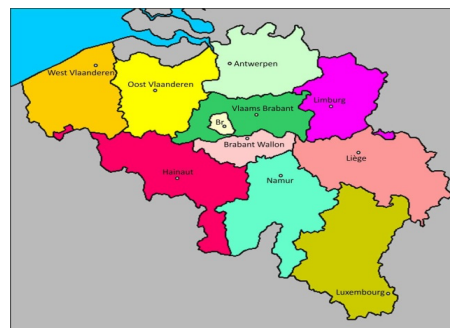 Antwerpen
West Vlaanderen
Oost Vlaanderen
Limburg
Vlaams Brabant
Br
Brabant Wallon
Liège
Hainaut
Namur
Luxembourg